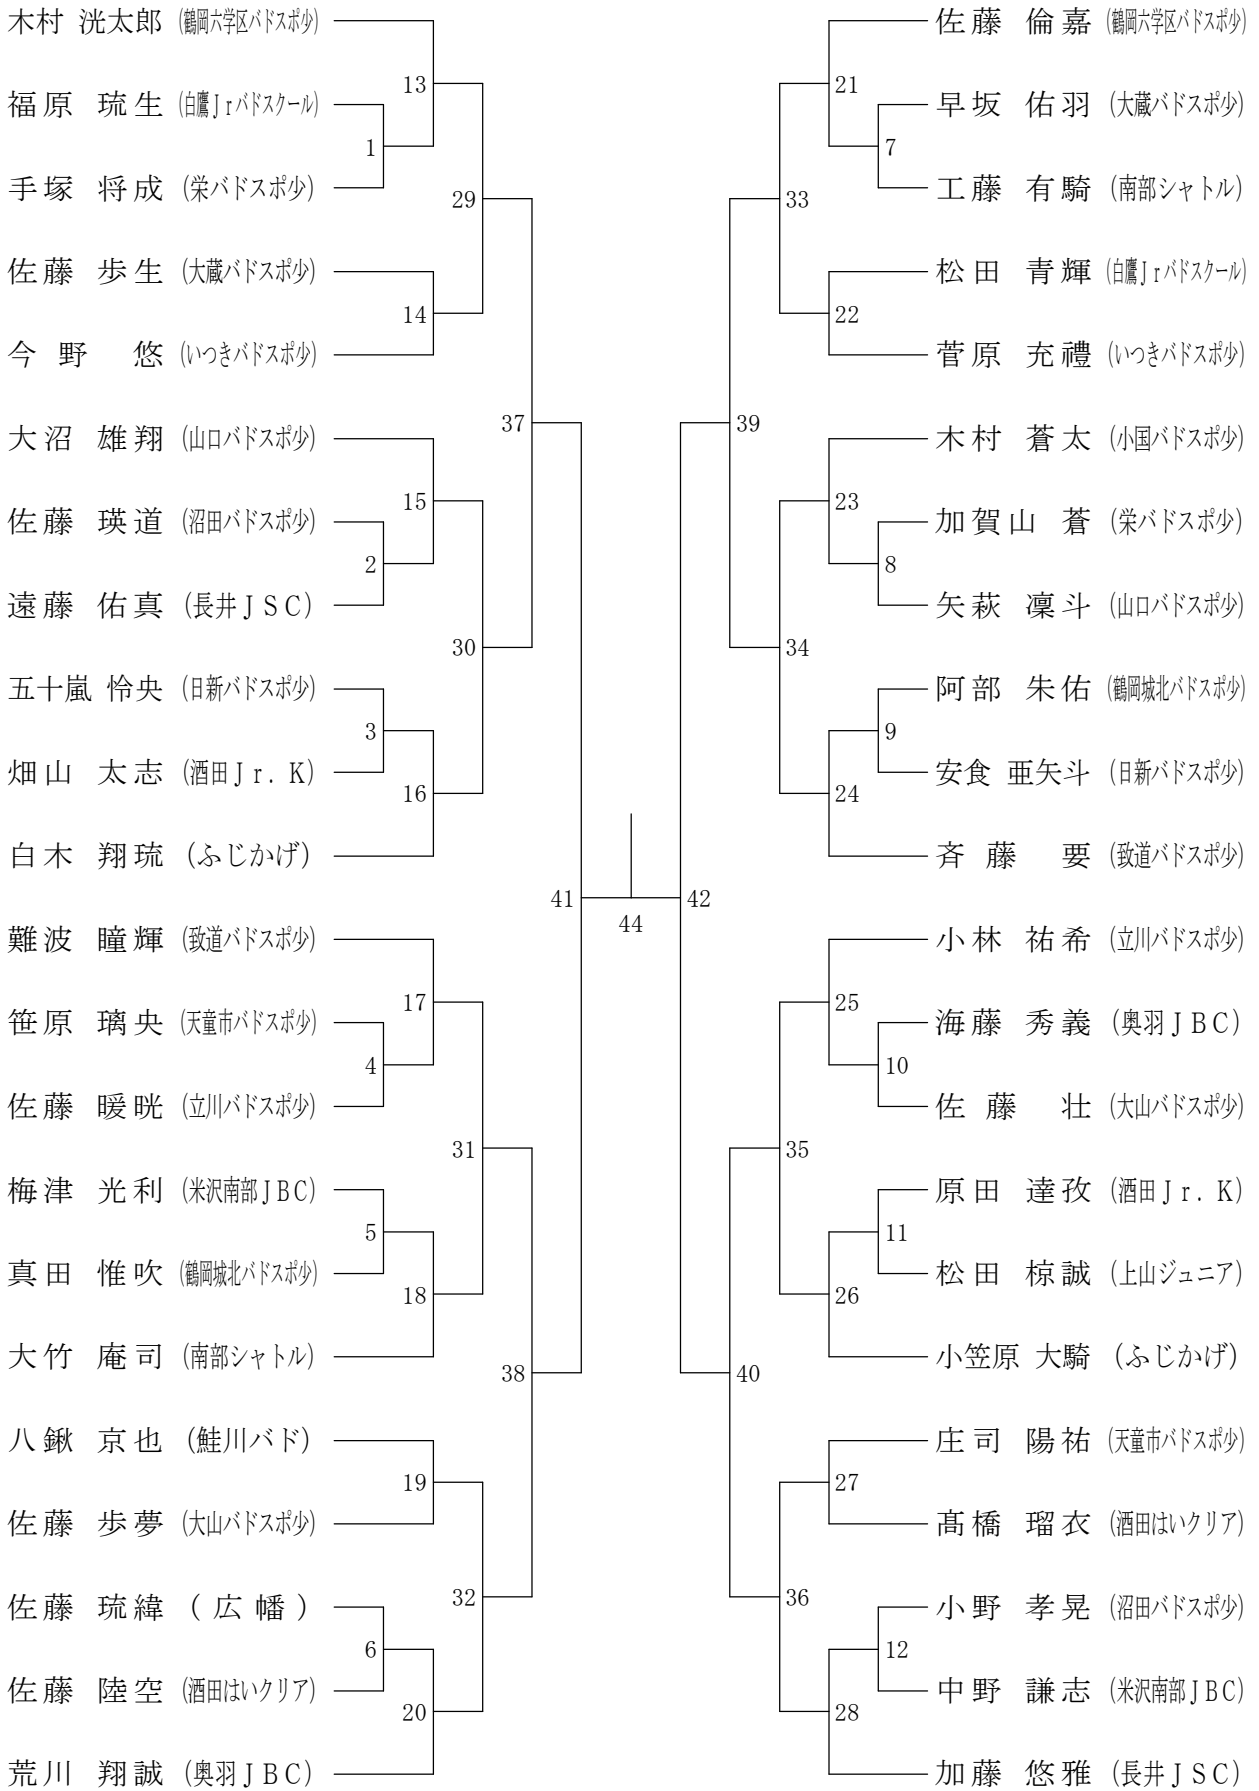 木村 洸太郎 (鶴岡六学区バドスポ少)
福原 琉生 (白鷹Jrバドスクール)
手塚 将成 (栄バドスポ少)
佐藤 歩生 (大蔵バドスポ少)
今野 悠 (いつきバドスポ少)
大沼 雄翔 (山口バドスポ少)
佐藤 瑛道 (沼田バドスポ少)
遠藤 佑真 (長井JSC)
五十嵐 怜央 (日新バドスポ少)
畑山 太志 (酒田Jr.K)
白木 翔琉 (ふじかげ)
難波 瞳輝 (致道バドスポ少)
笹原 璃央 (天童市バドスポ少)
佐藤 暖晄 (立川バドスポ少)
梅津 光利 (米沢南部JBC)
真田 惟吹 (鶴岡城北バドスポ少)
大竹 庵司 (南部シャトル)
八鍬 京也 (鮭川バド)
佐藤 歩夢 (大山バドスポ少)
佐藤 琉緯 (広幡)
佐藤 陸空 (酒田はいクリア)
荒川 翔誠 (奥羽JBC)
1
2
3
4
5
6
13
14
15
16
17
18
19
20
29
30
31
32
37
38
41
44
42
39
40
33
34
35
36
21
22
23
24
25
26
27
28
7
8
9
10
11
12
佐藤 倫嘉 (鶴岡六学区バドスポ少)
早坂 佑羽 (大蔵バドスポ少)
工藤 有騎 (南部シャトル)
松田 青輝 (白鷹Jrバドスクール)
菅原 充禮 (いつきバドスポ少)
木村 蒼太 (小国バドスポ少)
加賀山 蒼 (栄バドスポ少)
矢萩 凜斗 (山口バドスポ少)
阿部 朱佑 (鶴岡城北バドスポ少)
安食 亜矢斗 (日新バドスポ少)
斉藤 要 (致道バドスポ少)
小林 祐希 (立川バドスポ少)
海藤 秀義 (奥羽JBC)
佐藤 壮 (大山バドスポ少)
原田 達孜 (酒田Jr.K)
松田 椋誠 (上山ジュニア)
小笠原 大騎 (ふじかげ)
庄司 陽祐 (天童市バドスポ少)
髙橋 瑠衣 (酒田はいクリア)
小野 孝晃 (沼田バドスポ少)
中野 謙志 (米沢南部JBC)
加藤 悠雅 (長井JSC)